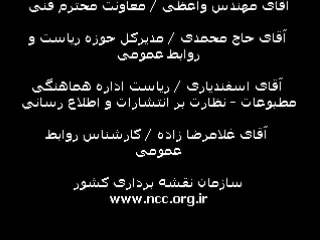 آقای مهندس واعظی / معاونت محترم فنی
آقای حاج محمدی / مدیرکل حوزه ریاست و
روابط عمومی
آقای اسفندیاری / ریاست اداره هماهنگی
مطبوعات - نظارت بر انتشارات و اطلاع رسانی
آقای غلامرضا زاده / کارشناس روابط
عمومی
سازمان نقشه برداری کشور
www.ncc.org.ir